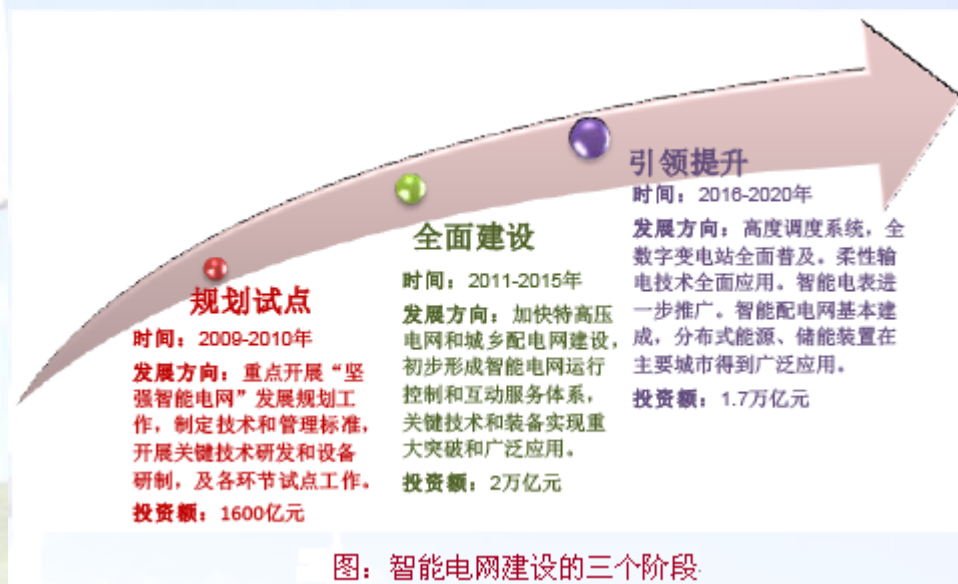 规划试点
时间：2009-2010年
发展方向：重点开展“坚
强智能电网”发展规划工
作，制定技术和管理标准，
开展关键技术研发和设备
研制，及各环节试点工作。
投资额：1600亿元
全面建设
时间：2011-2015年
发展方向：加快特高压
电网和城乡配电网建设，
初步形成智能电网运行
控制和互动服务体系，
关键技术和装备实现重
大突破和广泛应用。
投资额：2万亿元
引领提升
时间：2016-2020年
发展方向：高度调度系统，全
数字变电站全面普及。柔性输
电技术全面应用。智能电表进
一步推广。智能配电网基本建
成，分布式能源、储能装置在
主要城市得到广泛应用。
投资额：1.7万亿元
图：智能电网建设的三个阶段